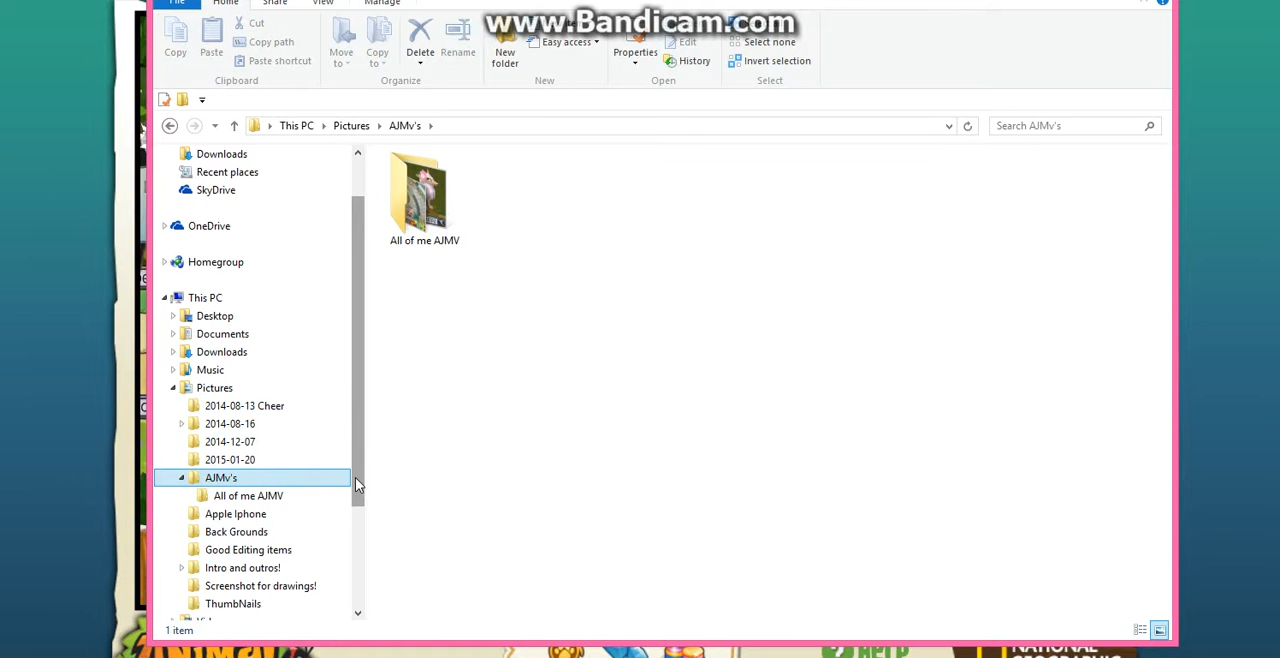 File Home Share View Manage
www.Bandicam.com
Copy
Paste
Cut
Copy path
Paste shortcut
Clipboard
Move to
Copy to
Delete
Rename
Organize
New folder
Easy access
New
Properties
Edit
History
Open
Select none
Invert selection
Select
This PC Pictures AJMv's
Search AJMv's
Downloads
Recent places
SkyDrive
OneDrive
Homegroup
This PC
Desktop
Documents
Downloads
Music
Pictures
2014-08-13 Cheer
2014-08-16
2014-12-07
2015-01-20
AJMv's
All of me AJMV
Apple Iphone
Back Grounds
Good Editing items
Intro and outros!
Screenshot for drawings!
ThumbNails
All of me AJMV
1 item
HELP
NATIONAL
GEOGRAPHIC